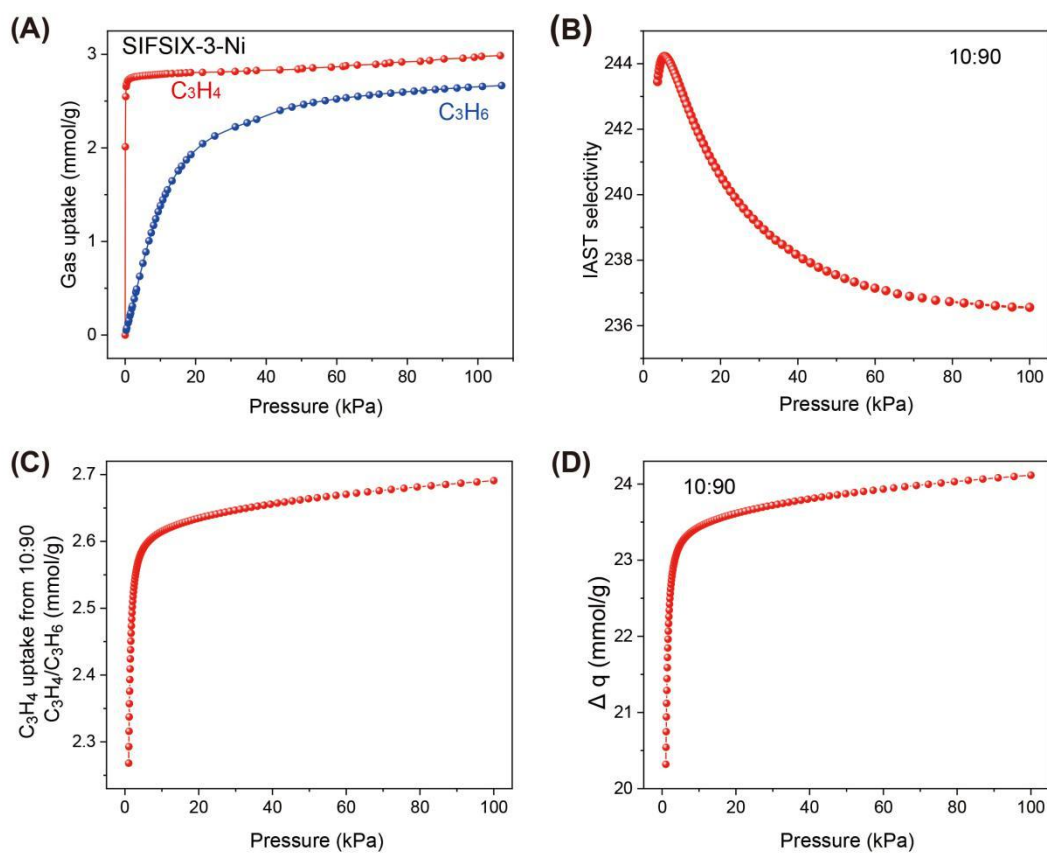 (A)
SIFSIX-3-Ni
C₃H₄
C₃H₆
Gas uptake (mmol/g)
3
2
1
0
0 20 40 60 80 100
Pressure (kPa)
(B)
10:90
IAST selectivity
244
242
240
238
236
0 20 40 60 80 100
Pressure (kPa)
(C)
C₃H₄ uptake from 10:90
C₃H₄/C₃H₆ (mmol/g)
2.7
2.6
2.5
2.4
2.3
0 20 40 60 80 100
Pressure (kPa)
(D)
10:90
Δ q (mmol/g)
24
23
22
21
20
0 20 40 60 80 100
Pressure (kPa)